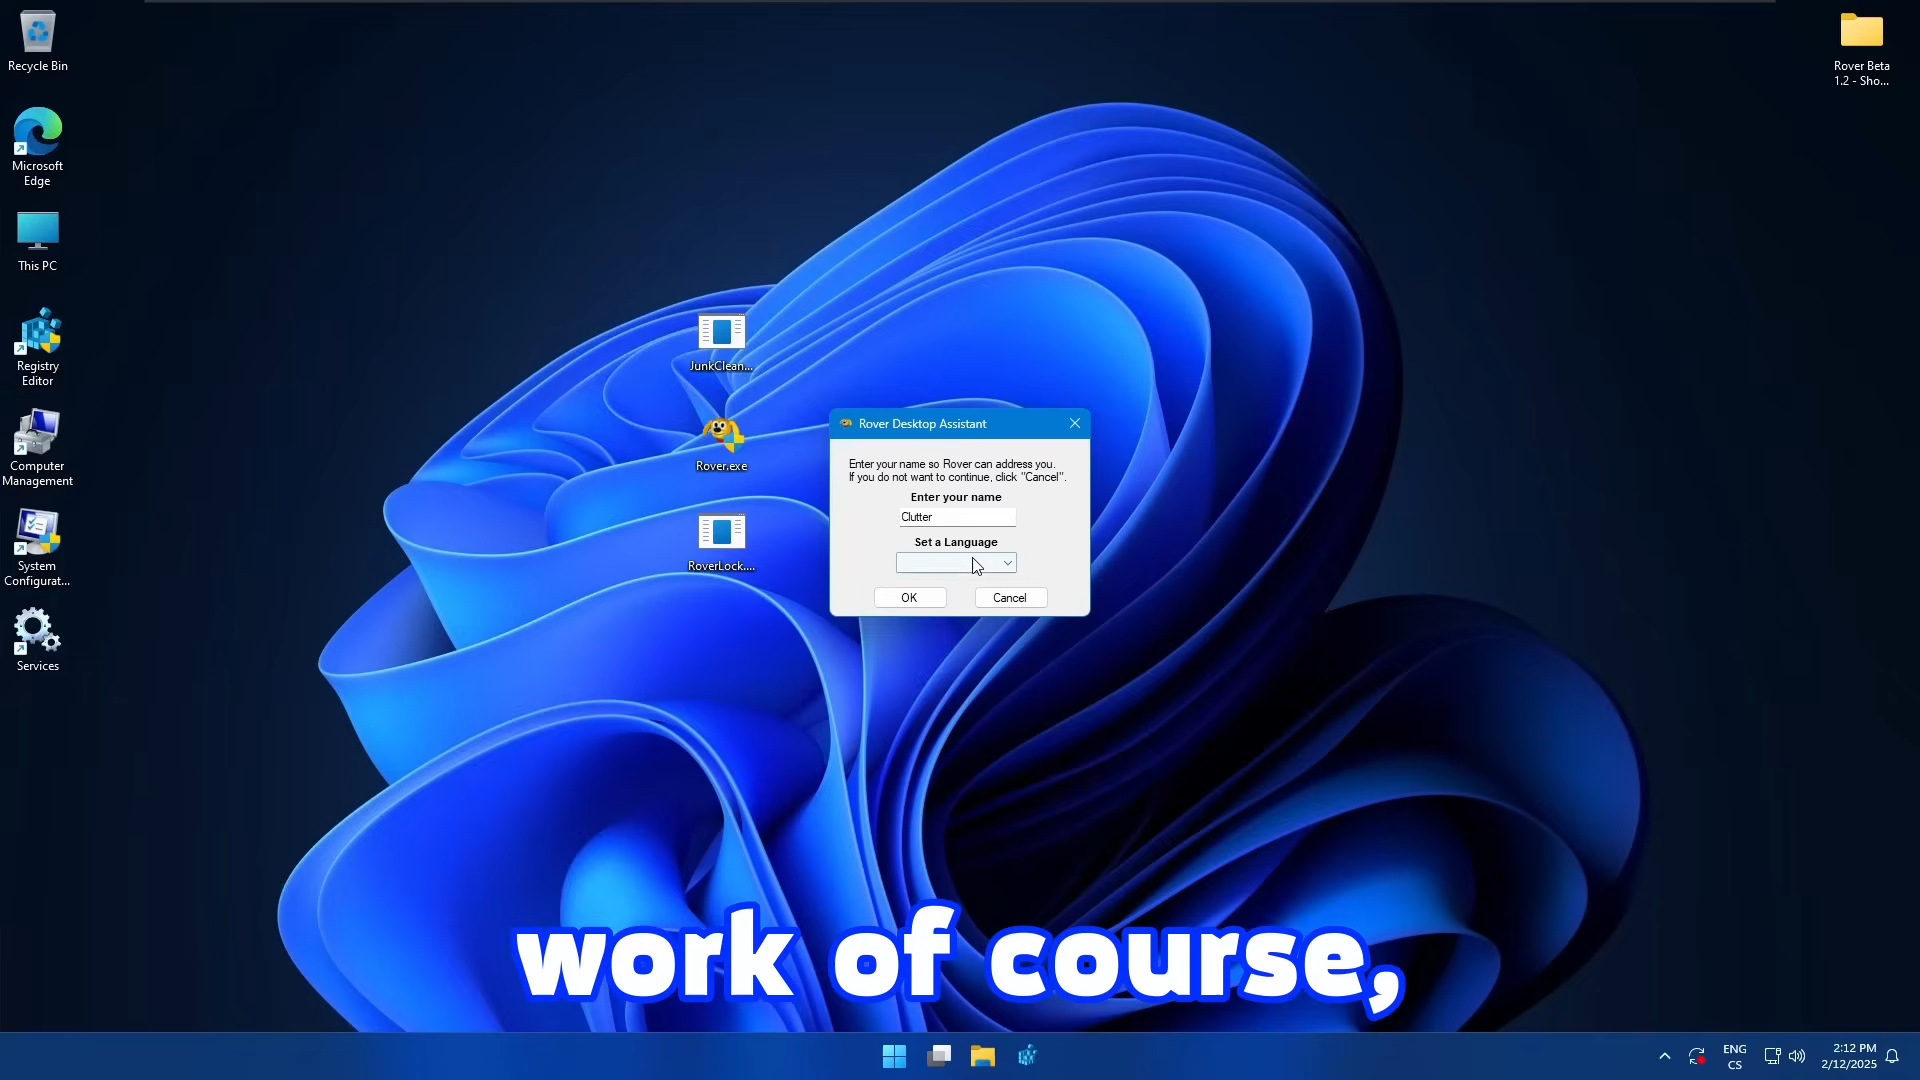 Recycle Bin
Microsoft
Edge
This PC
Registry
Editor
Computer
Management
System
Configurat...
Services
JunkClean...
Rover.exe
RoverLock....
Rover Beta
1.2 - Sho...
Rover Desktop Assistant
Enter your name so Rover can address you.
If you do not want to continue, click "Cancel".
Enter your name
Clutter
Set a Language
OK
Cancel
work of course,
ENG
CS
2:12 PM
2/12/2025